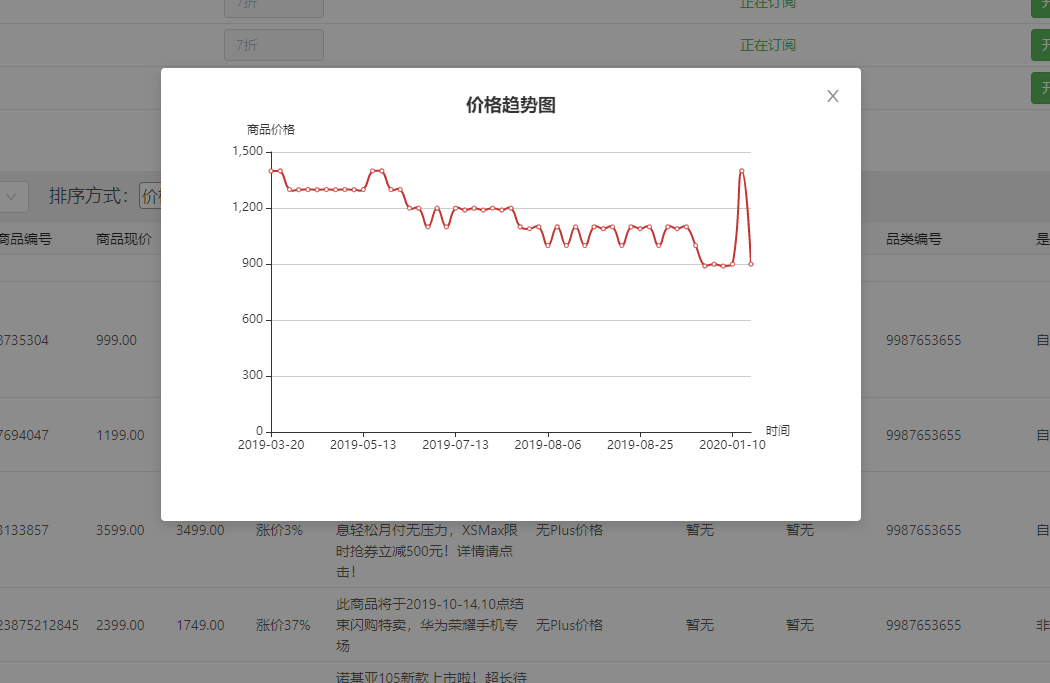 7折
正在订阅
开
7折
正在订阅
开
开
价格趋势图
商品价格
1,500
1,200
900
600
300
0
2019-03-20
2019-05-13
2019-07-13
2019-08-06
2019-08-25
2020-01-10
时间
排序方式：
价
商品编号
商品现价
品类编号
是
3735304
999.00
9987653655
自
7694047
1199.00
9987653655
自
3133857
3599.00
3499.00
涨价3%
息轻松月付无压力，XSMax限
时抢券立减500元！详情请点
击！
无Plus价格
暂无
暂无
9987653655
自
23875212845
2399.00
1749.00
涨价37%
此商品将于2019-10-14,10点结
束闪购特卖，华为荣耀手机专
场
无Plus价格
暂无
暂无
9987653655
非
诺基亚105新款上市啦！超长待